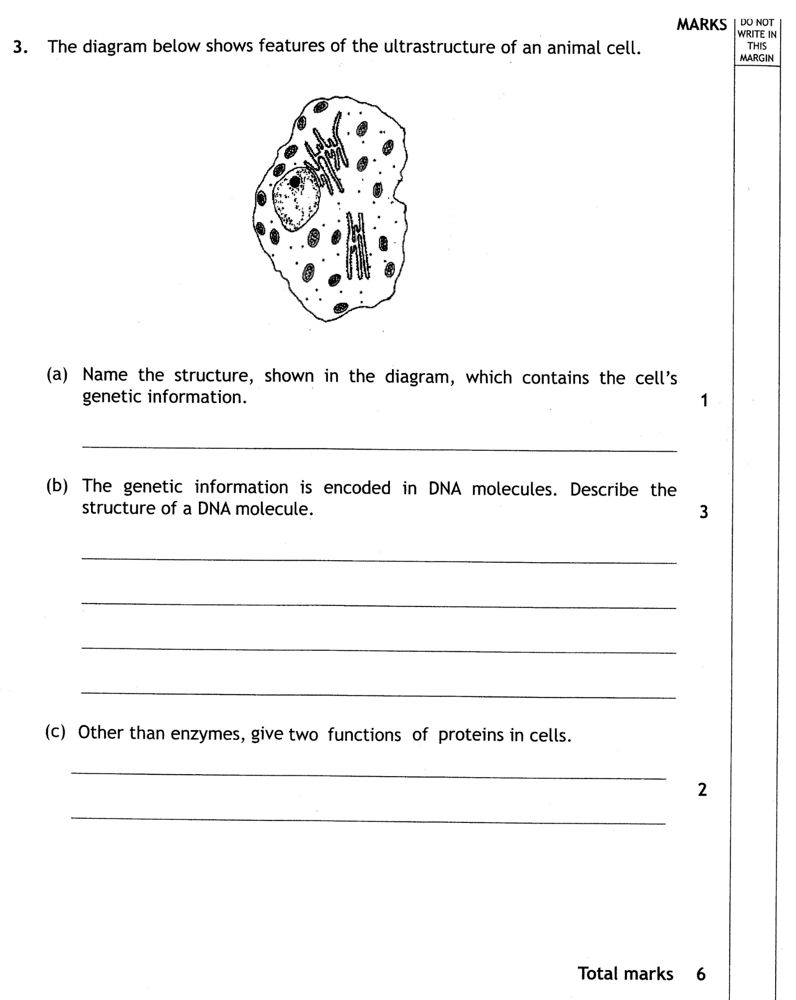 MARKS
DO NOT
WRITE IN
THIS
MARGIN
3. The diagram below shows features of the ultrastructure of an animal cell.
(a) Name the structure, shown in the diagram, which contains the cell's
genetic information.
1
(b) The genetic information is encoded in DNA molecules. Describe the
structure of a DNA molecule.
3
(c) Other than enzymes, give two functions of proteins in cells.
2
Total marks 6